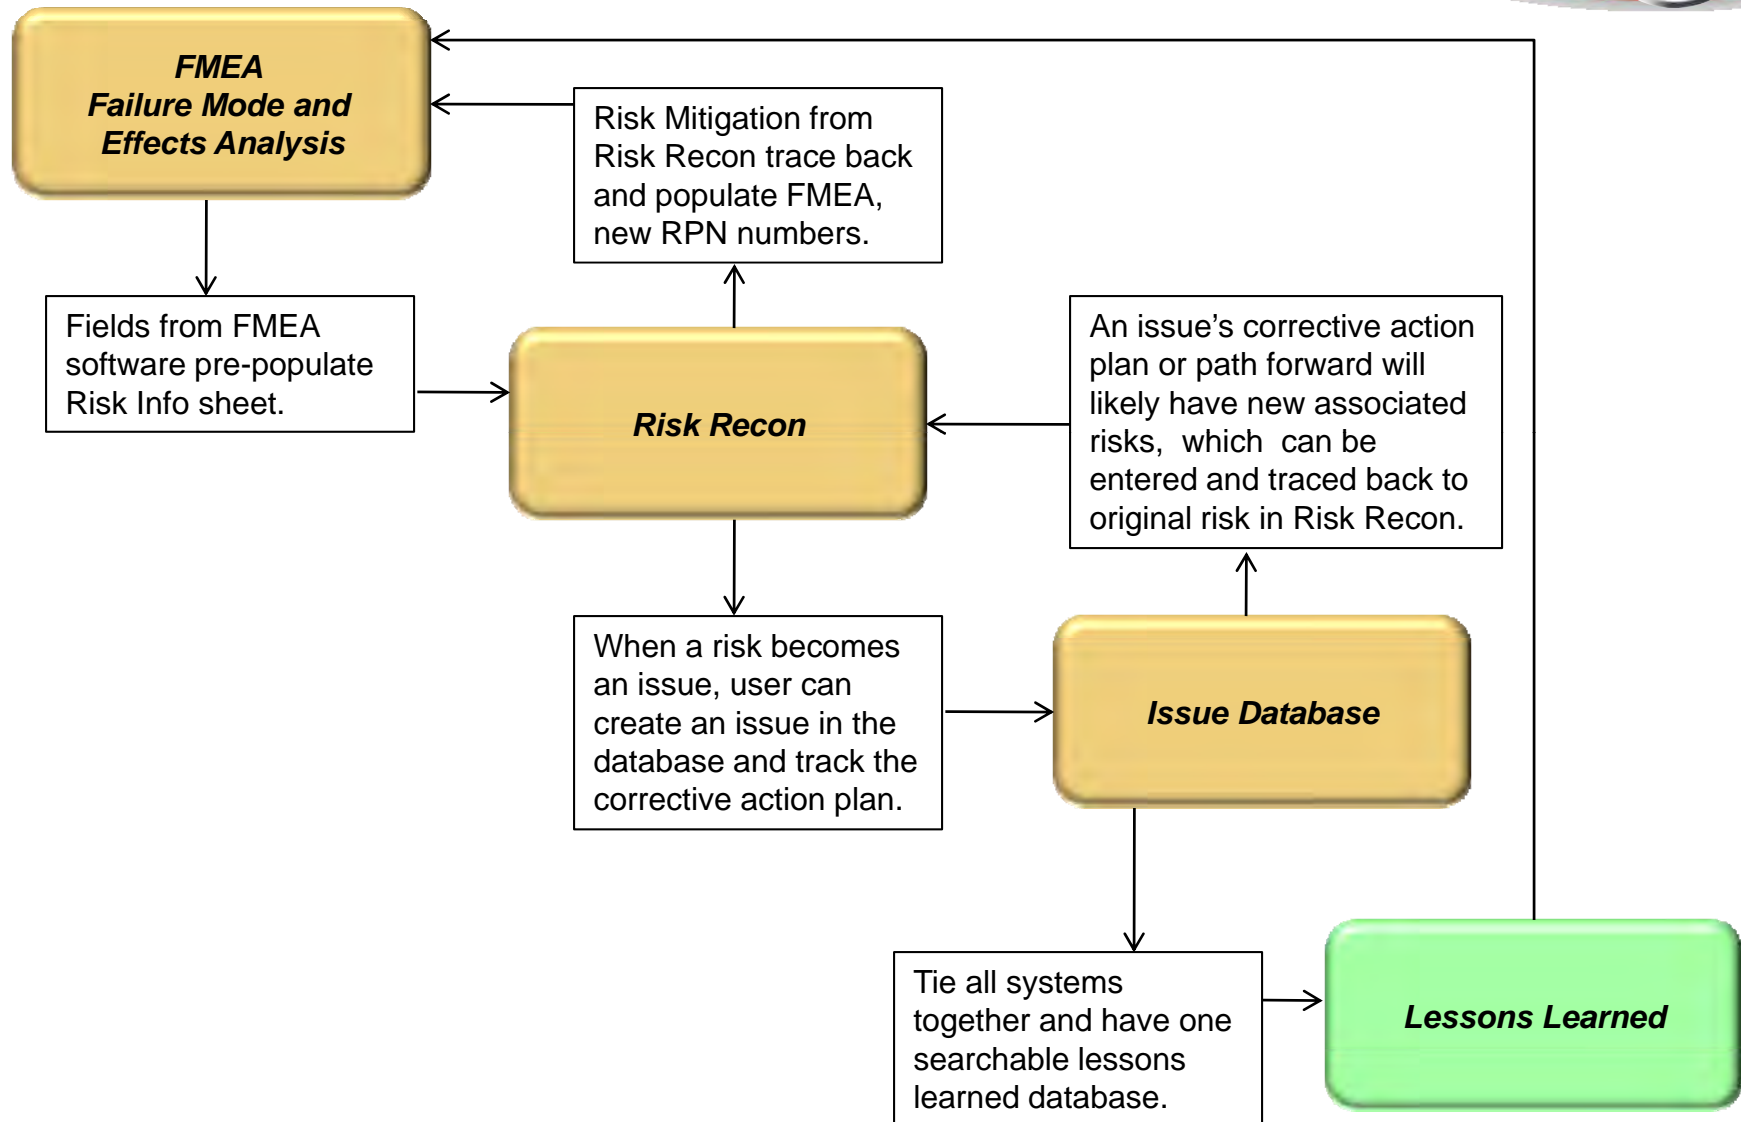 FMEA
Failure Mode and
Effects Analysis
Risk Mitigation from
Risk Recon trace back
and populate FMEA,
new RPN numbers.
Fields from FMEA
software pre-populate
Risk Info sheet.
Risk Recon
An issue’s corrective action
plan or path forward will
likely have new associated
risks, which can be
entered and traced back to
original risk in Risk Recon.
When a risk becomes
an issue, user can
create an issue in the
database and track the
corrective action plan.
Issue Database
Tie all systems
together and have one
searchable lessons
learned database.
Lessons Learned